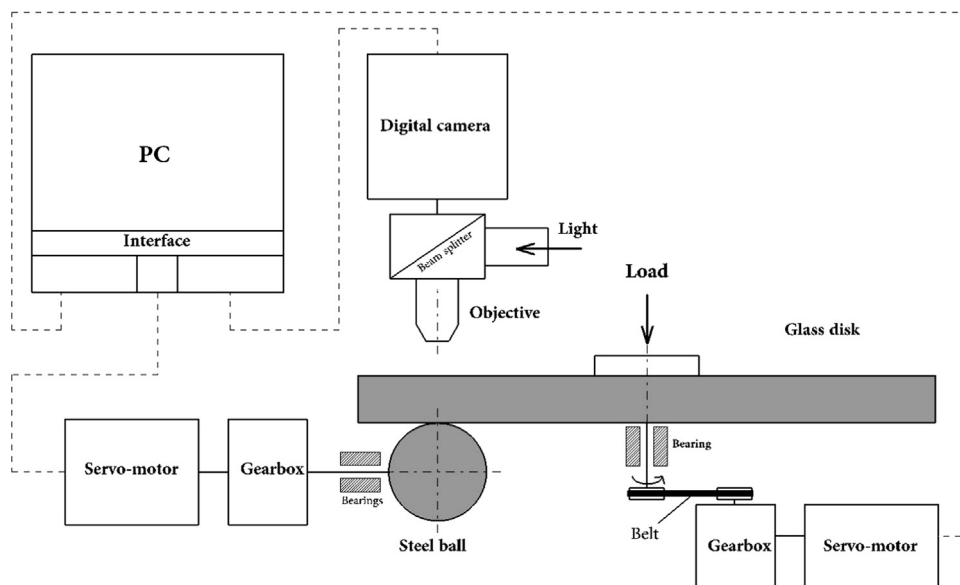 Digital camera
PC
Interface
Beam splitter
Light
Load
Objective
Glass disk
Servo-motor
Gearbox
Bearings
Bearing
Steel ball
Belt
Gearbox
Servo-motor